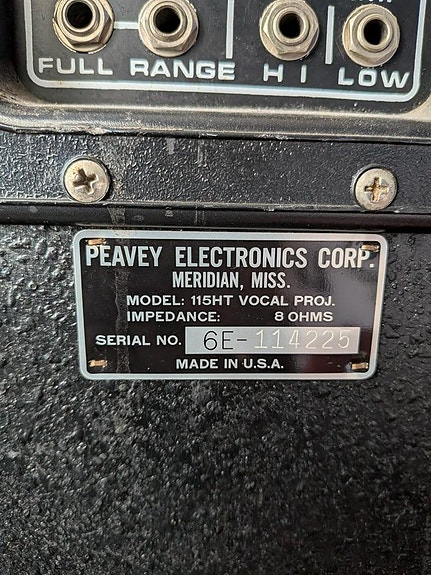 FULL RANGE HI LOW
PEAVEY ELECTRONICS CORP.
MERIDIAN, MISS.
MODEL: 115HT VOCAL PROJ.
IMPEDANCE: 8 OHMS
SERIAL NO. 6E-114225
MADE IN U.S.A.